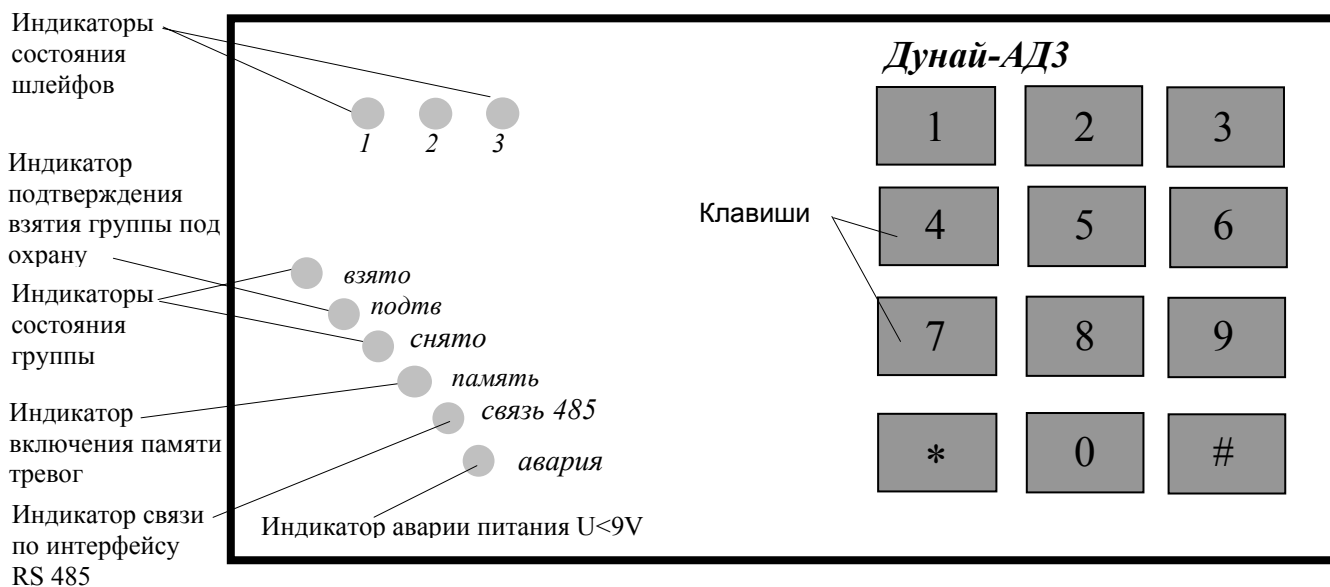 Индикаторы
состояния
шлейфов
Дунай-АД3
1 2 3
1 2 3
Индикатор
подтверждения
взятия группы под
охрану
Клавиши
4 5 6
Индикаторы
состояния
группы
взято
подтв
снято
7 8 9
память
Индикатор
включения памяти
тревог
связь 485
авария
* 0 #
Индикатор связи
по интерфейсу
RS 485
Индикатор аварии питания U<9V